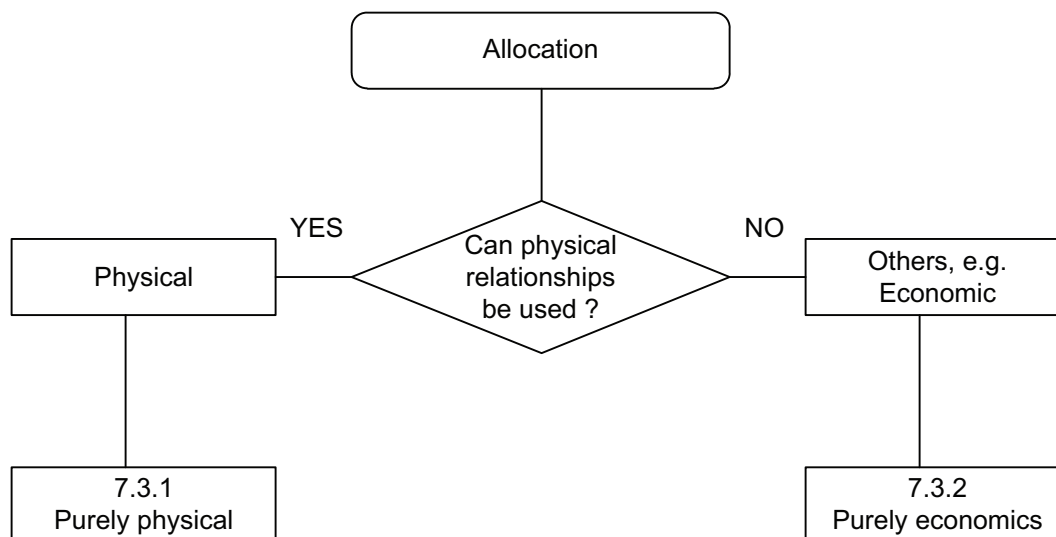 Allocation
YES
NO
Physical
Can physical
relationships
be used ?
Others, e.g.
Economic
7.3.1
Purely physical
7.3.2
Purely economics